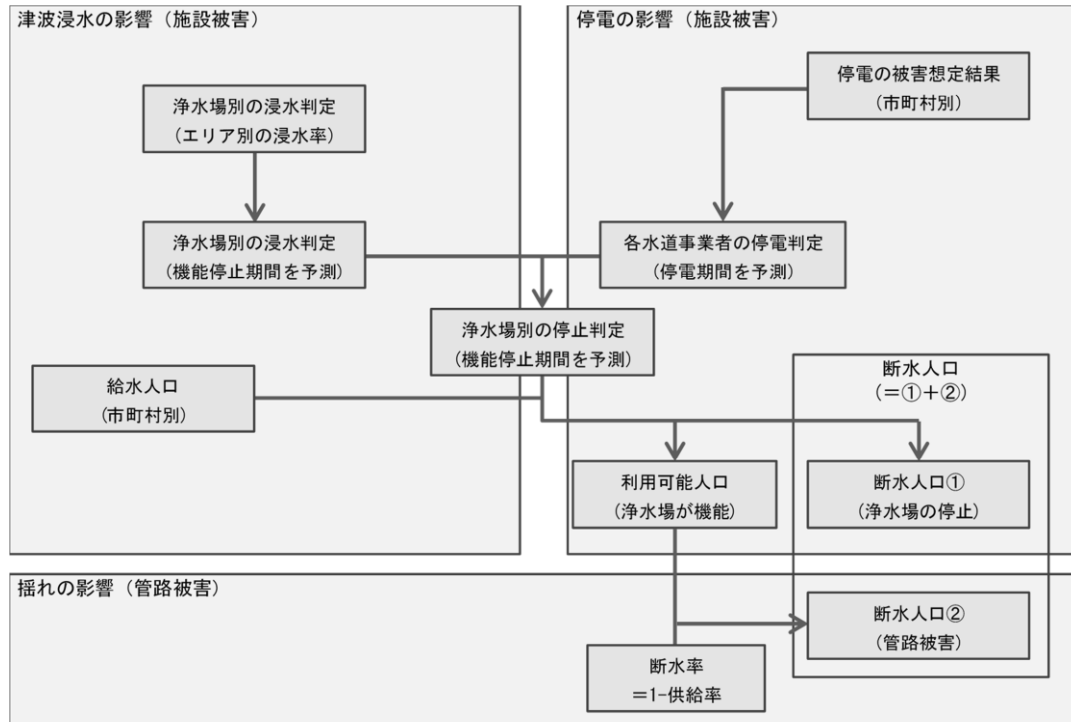 津波浸水の影響（施設被害）
浄水場別の浸水判定
（エリア別の浸水率）
浄水場別の浸水判定
（機能停止期間を予測）
停電の影響（施設被害）
停電の被害想定結果
（市町村別）
各水道事業者の停電判定
（停電期間を予測）
浄水場別の停止判定
（機能停止期間を予測）
給水人口
（市町村別）
断水人口
（＝①＋②）
利用可能人口
（浄水場が機能）
断水人口①
（浄水場の停止）
揺れの影響（管路被害）
断水人口②
（管路被害）
断水率
＝1-供給率